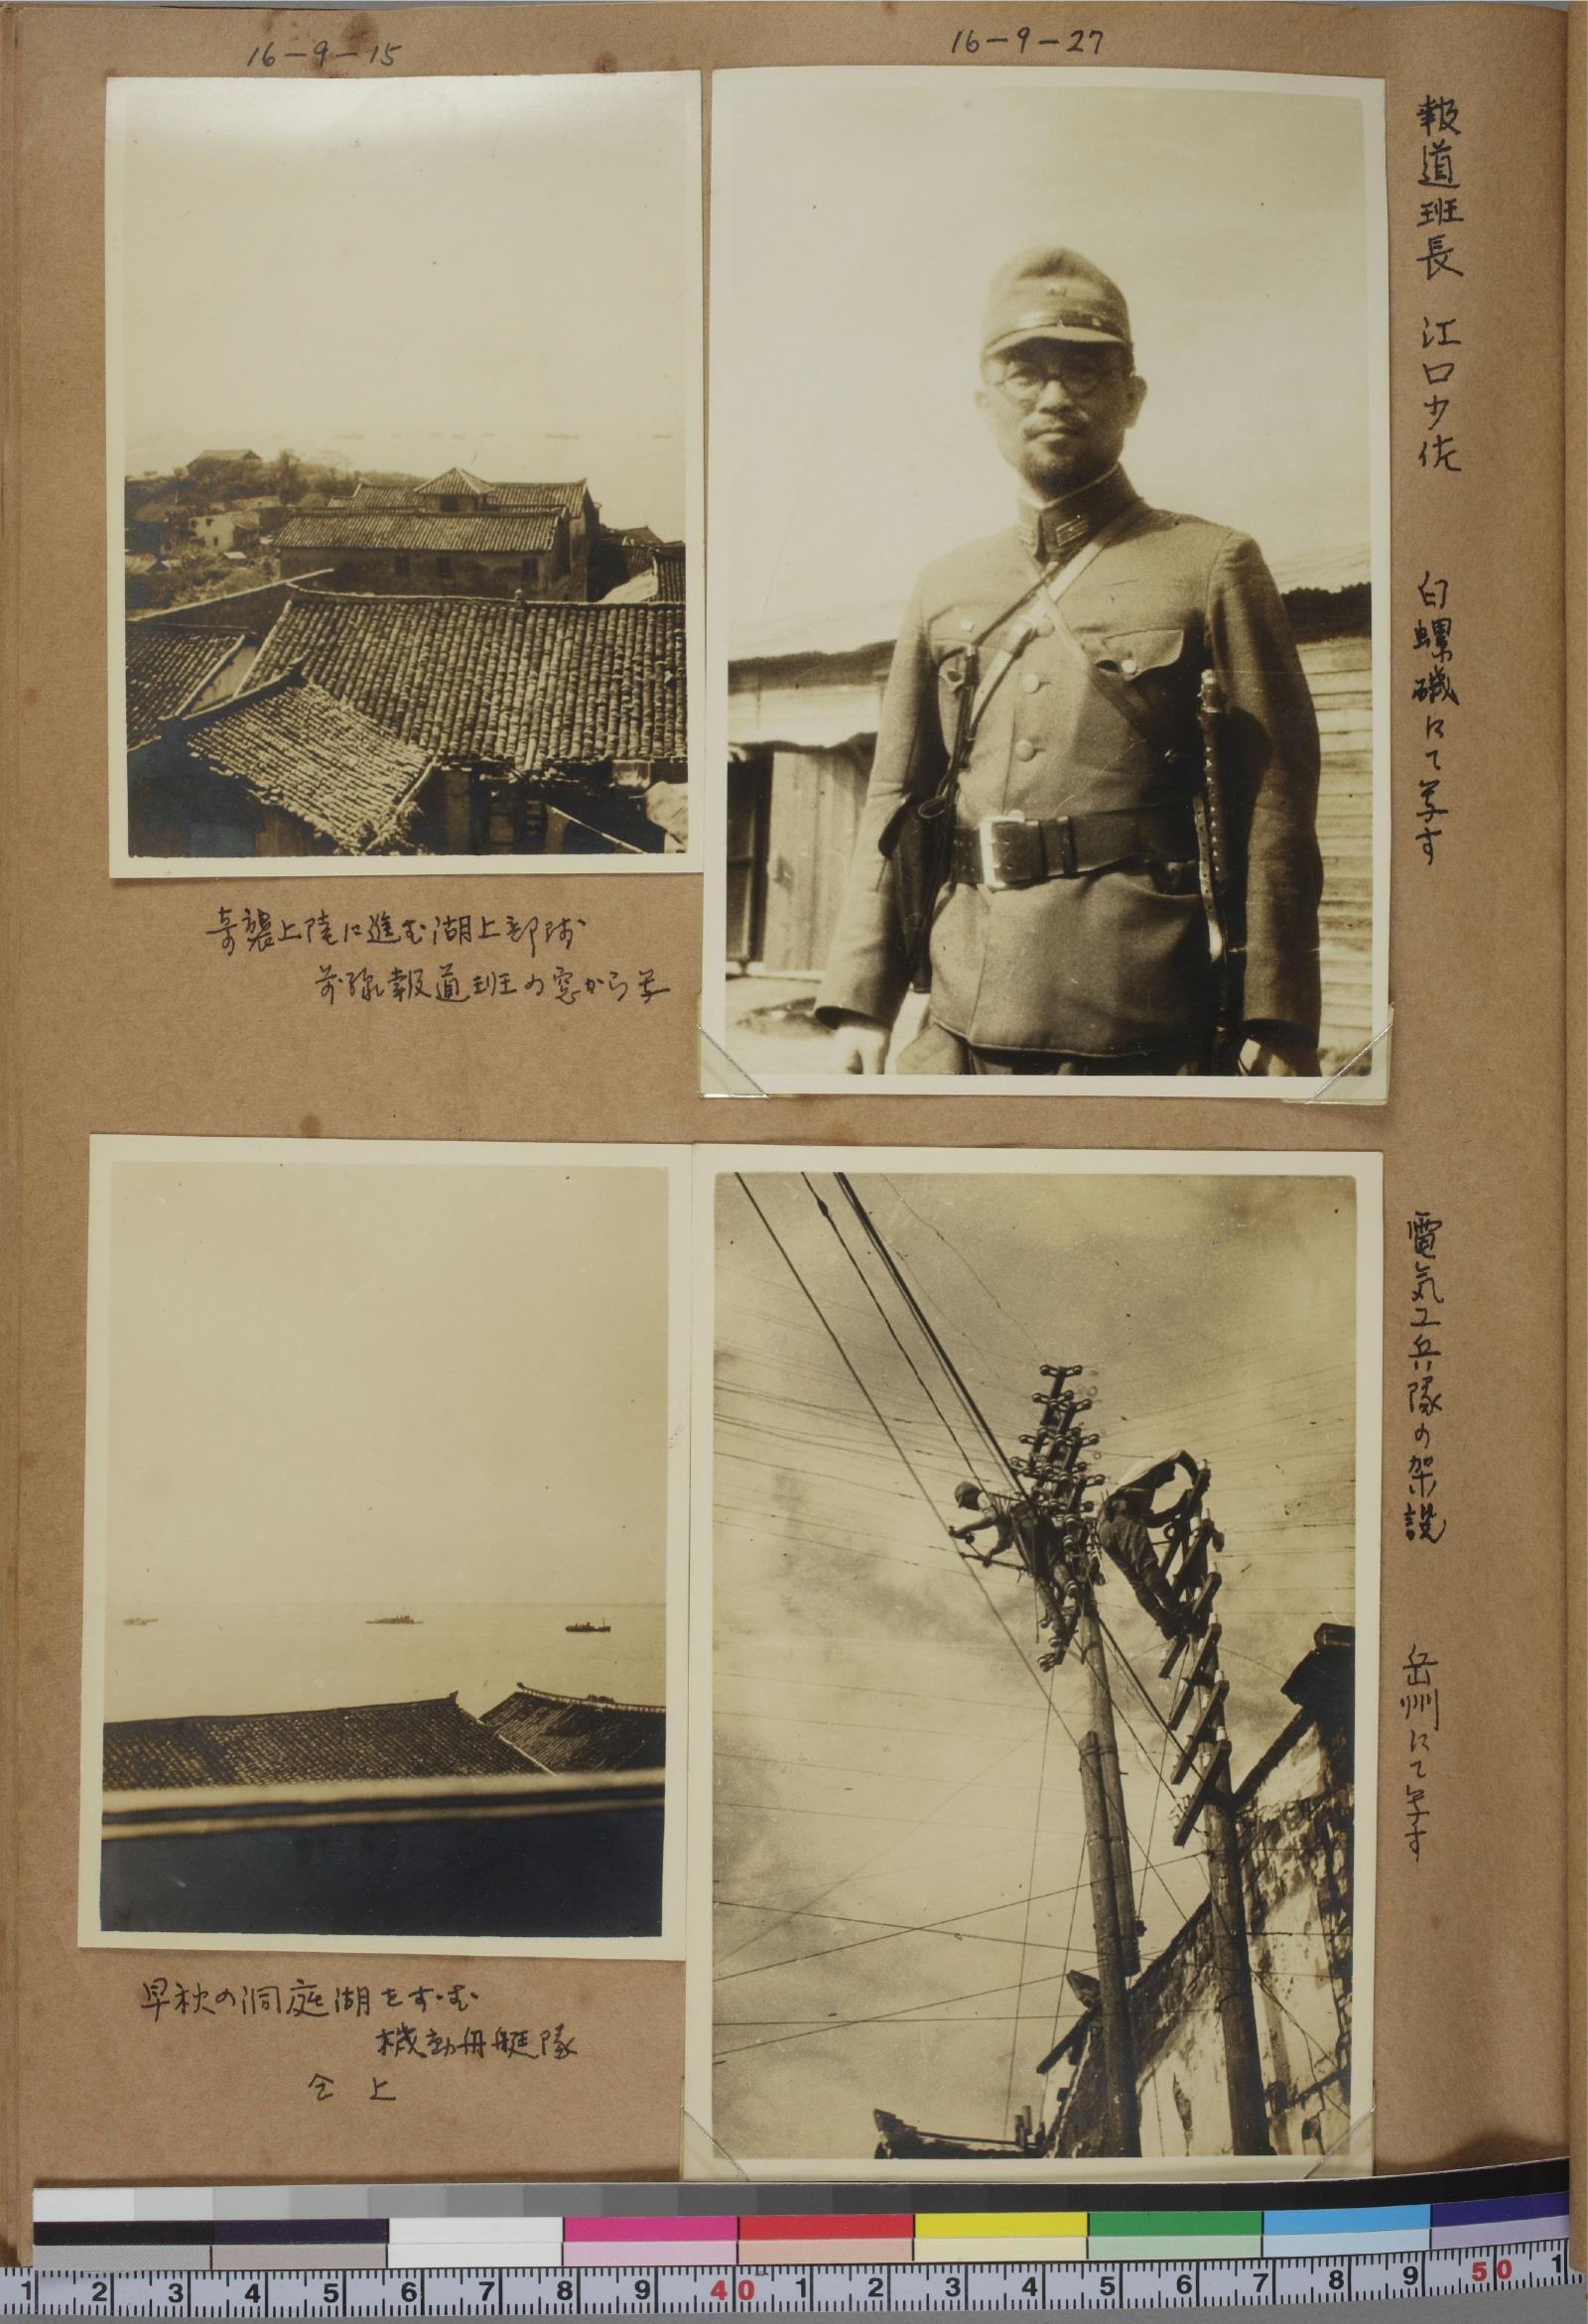 16-9-27
報道班長 江口少佐 白螺磯にて写す
16-9-15
奇襲上陸に進む湖上部隊
前線報道班の窓から写
電気工兵隊の架設 岳州にて写す
早秋の洞庭湖をすゝむ
機動舟艇隊
仝上
1 2 3 4 5 6 7 8 9 40 1 2 3 4 5 6 7 8 9 50 1